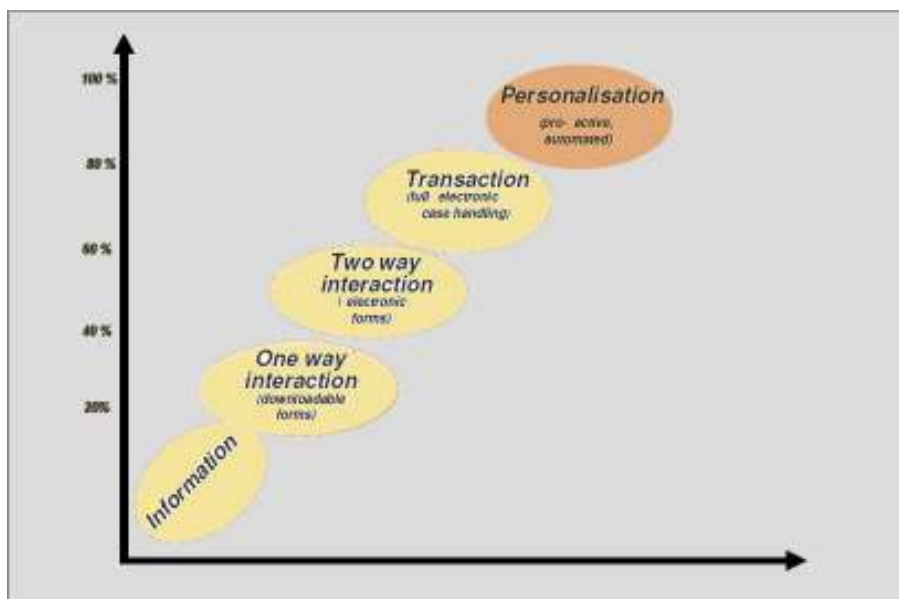 100 %
Personalisation
(pro- active,
automated)
80 %
Transaction
(full electronic
case handling)
60 %
Two way
interaction
( electronic
forms)
40 %
One way
interaction
(downloadable
forms)
20%
Information